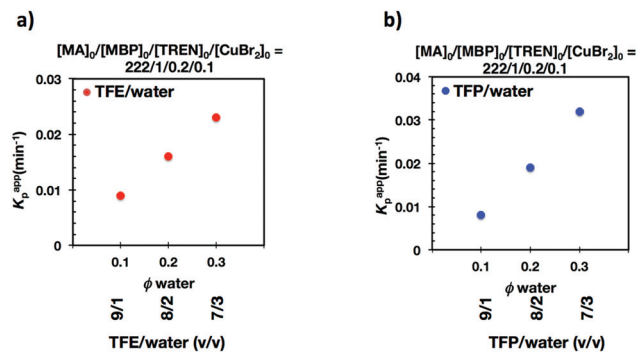 a)
[MA]₀/[MBP]₀/[TREN]₀/[CuBr₂]₀ =
222/1/0.2/0.1
TFE/water
0.03
0.02
0.01
0
Kₚᵃᵖᵖ(min⁻¹)
0.1 0.2 0.3
ϕ water
9/1 8/2 7/3
TFE/water (v/v)
b)
[MA]₀/[MBP]₀/[TREN]₀/[CuBr₂]₀ =
222/1/0.2/0.1
TFP/water
0.04
0.03
0.02
0.01
0
Kₚᵃᵖᵖ(min⁻¹)
0.1 0.2 0.3
ϕ water
9/1 8/2 7/3
TFP/water (v/v)